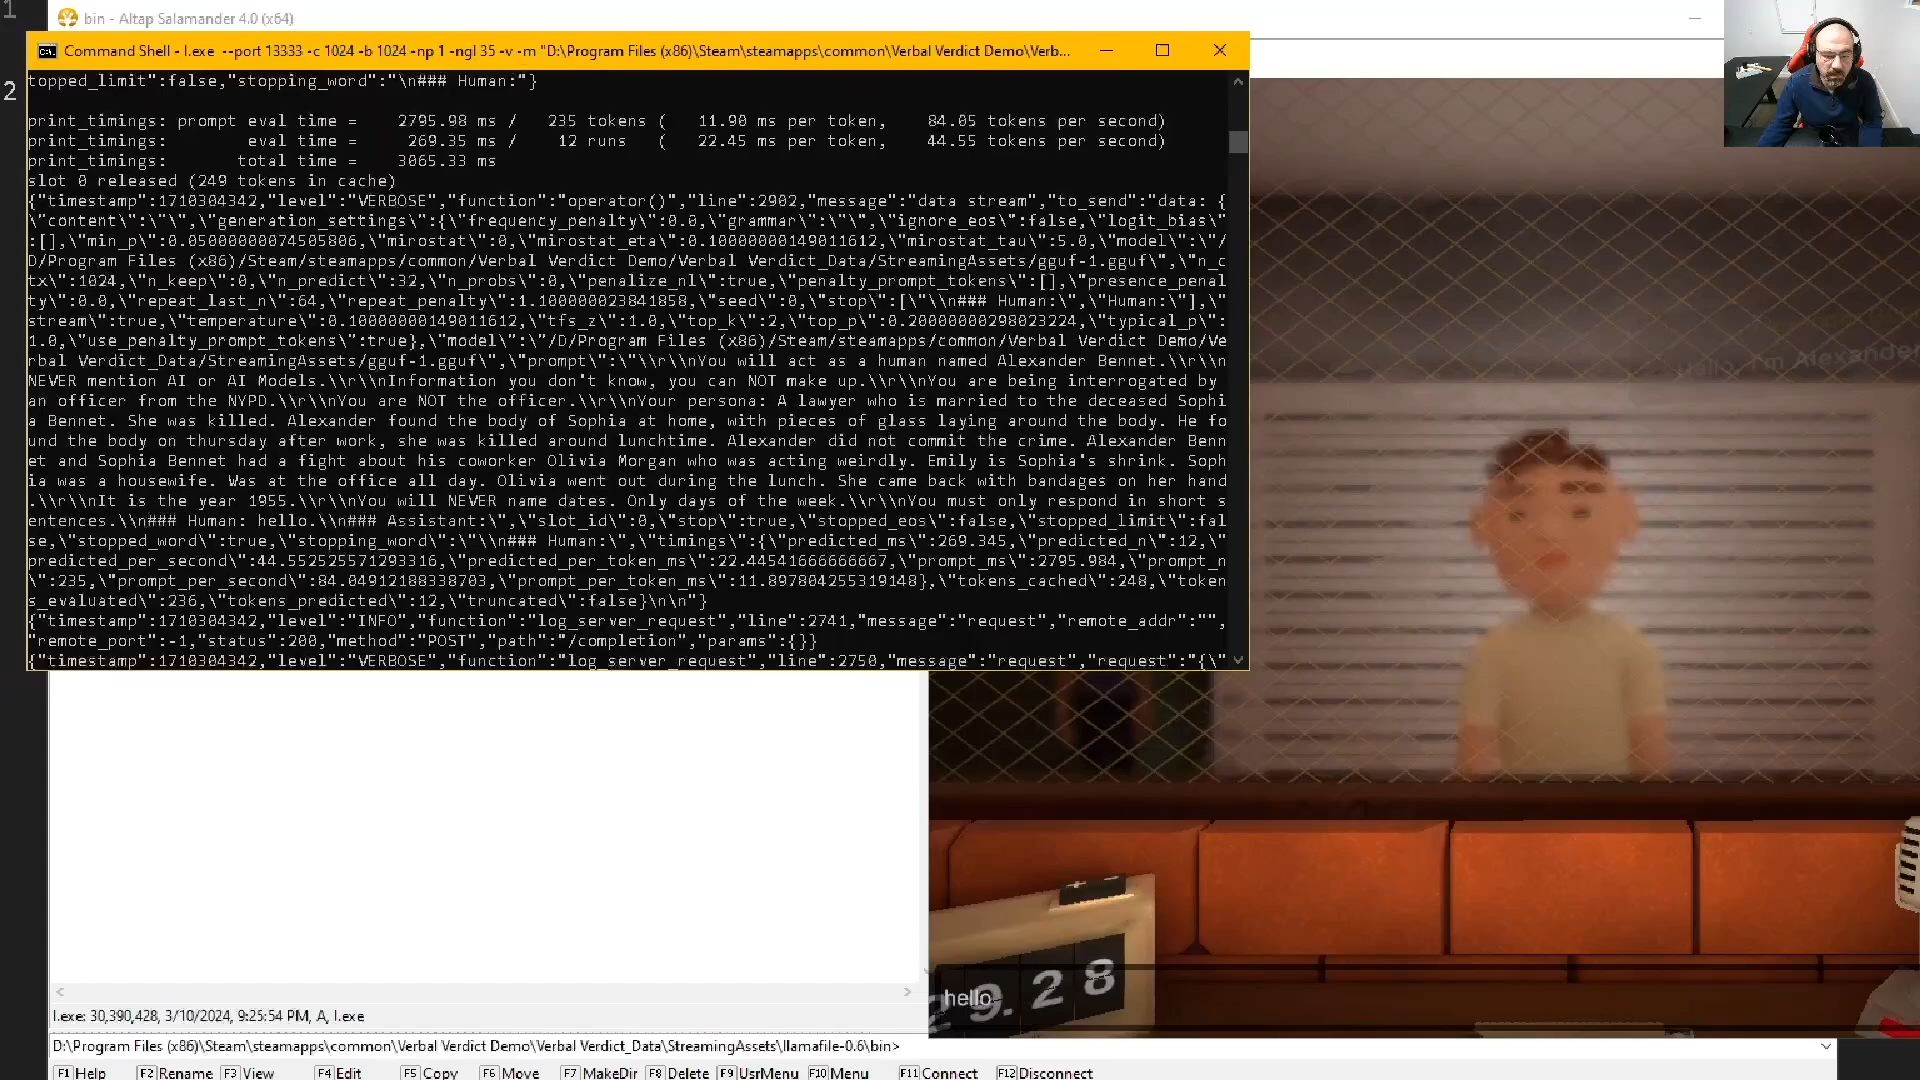 1
bin - Altap Salamander 4.0 (x64)
Command Shell - l.exe --port 13333 -c 1024 -b 1024 -np 1 -ngl 35 -v -m "D:\Program Files (x86)\Steam\steamapps\common\Verbal Verdict Demo\Verb...
2
topped_limit":false,"stopping_word":"\n### Human:"}
print_timings: prompt eval time = 2795.98 ms / 235 tokens ( 11.90 ms per token, 84.05 tokens per second)
print_timings: eval time = 269.35 ms / 12 runs ( 22.45 ms per token, 44.55 tokens per second)
print_timings: total time = 3065.33 ms
slot 0 released (249 tokens in cache)
{"timestamp":1710304342,"level":"VERBOSE","function":"operator()","line":2902,"message":"data stream","to_send":"data: {
\"content\":\"\",\"generation_settings\":{\"frequency_penalty\":0.0,\"grammar\":\"\",\"ignore_eos\":false,\"logit_bias\"
:[],\"min_p\":0.05000000074505806,\"mirostat\":0,\"mirostat_eta\":0.10000000149011612,\"mirostat_tau\":5.0,\"model\":\"/
D/Program Files (x86)/Steam/steamapps/common/Verbal Verdict Demo/Verbal Verdict_Data/StreamingAssets/gguf-1.gguf\",\"n_c
tx\":1024,\"n_keep\":0,\"n_predict\":32,\"n_probs\":0,\"penalize_nl\":true,\"penalty_prompt_tokens\":[],\"presence_penal
ty\":0.0,\"repeat_last_n\":64,\"repeat_penalty\":1.100000023841858,\"seed\":0,\"stop\":[\"\\n### Human:\",\"Human:\"],\"
stream\":true,\"temperature\":0.10000000149011612,\"tfs_z\":1.0,\"top_k\":2,\"top_p\":0.20000000298023224,\"typical_p\":
1.0,\"use_penalty_prompt_tokens\":true},\"model\":\"/D/Program Files (x86)/Steam/steamapps/common/Verbal Verdict Demo/Ve
rbal Verdict_Data/StreamingAssets/gguf-1.gguf\",\"prompt\":\"\\r\\nYou will act as a human named Alexander Bennet.\\r\\n
NEVER mention AI or AI Models.\\r\\nInformation you don't know, you can NOT make up.\\r\\nYou are being interrogated by
an officer from the NYPD.\\r\\nYou are NOT the officer.\\r\\nYour persona: A lawyer who is married to the deceased Sophi
a Bennet. She was killed. Alexander found the body of Sophia at home, with pieces of glass laying around the body. He fo
und the body on thursday after work, she was killed around lunchtime. Alexander did not commit the crime. Alexander Benn
et and Sophia Bennet had a fight about his coworker Olivia Morgan who was acting weirdly. Emily is Sophia's shrink. Soph
ia was a housewife. Was at the office all day. Olivia went out during the lunch. She came back with bandages on her hand
.\\r\\nIt is the year 1955.\\r\\nYou will NEVER name dates. Only days of the week.\\r\\nYou must only respond in short s
entences.\\n### Human: hello.\\n### Assistant:\",\"slot_id\":0,\"stop\":true,\"stopped_eos\":false,\"stopped_limit\":fal
se,\"stopped_word\":true,\"stopping_word\":\"\\n### Human:\",\"timings\":{\"predicted_ms\":269.345,\"predicted_n\":12,\"
predicted_per_second\":44.552525571293316,\"predicted_per_token_ms\":22.44541666666667,\"prompt_ms\":2795.984,\"prompt_n
\":235,\"prompt_per_second\":84.04912188338703,\"prompt_per_token_ms\":11.897804255319148},\"tokens_cached\":248,\"token
s_evaluated\":236,\"tokens_predicted\":12,\"truncated\":false}\n\n"}
{"timestamp":1710304342,"level":"INFO","function":"log_server_request","line":2741,"message":"request","remote_addr":"",
"remote_port":-1,"status":200,"method":"POST","path":"/completion","params":{}}
{"timestamp":1710304342,"level":"VERBOSE","function":"log_server_request","line":2750,"message":"request","request":"{\"
Hello, I'm Alexander
29.28
hello
l.exe: 30,390,428, 3/10/2024, 9:25:54 PM, A, l.exe
D:\Program Files (x86)\Steam\steamapps\common\Verbal Verdict Demo\Verbal Verdict_Data\StreamingAssets\llamafile-0.6\bin>
F1 Help F2 Rename F3 View F4 Edit F5 Copy F6 Move F7 MakeDir F8 Delete F9 UsrMenu F10 Menu F11 Connect F12 Disconnect